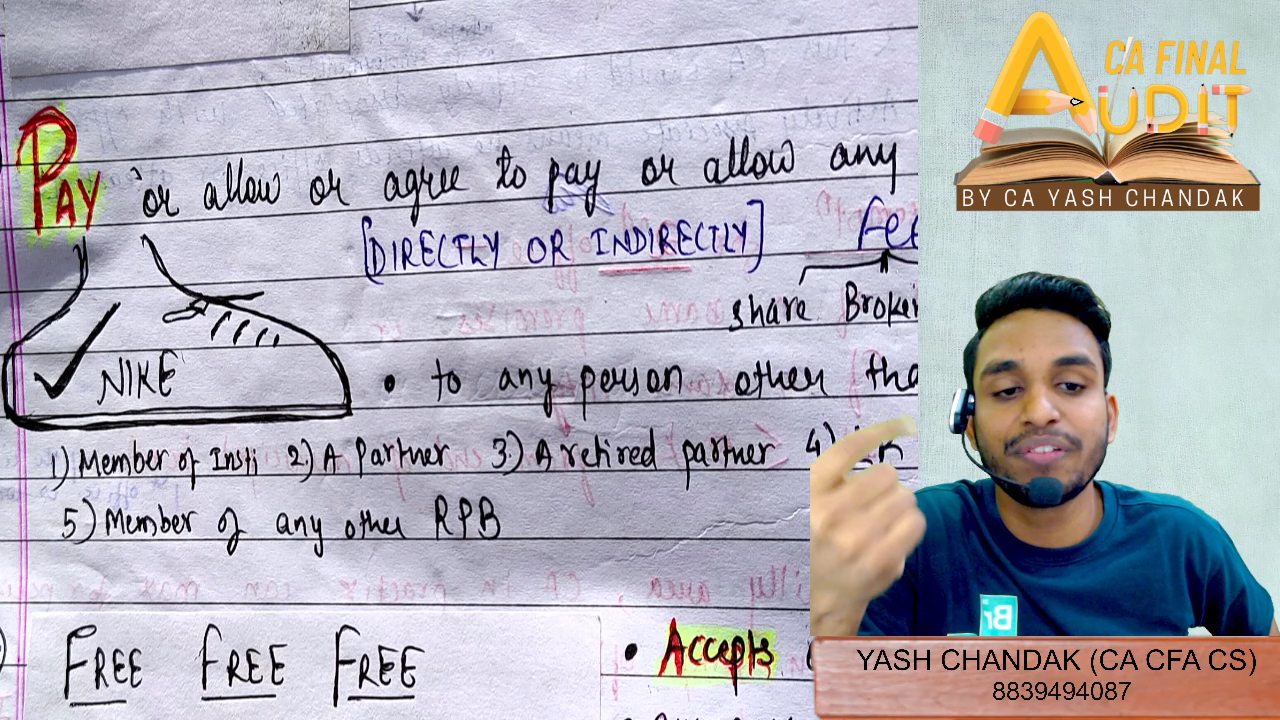 PAY or allow or agree to pay or allow any
[DIRECTLY OR INDIRECTLY]
share
NIKE
• to any person other
1) Member of Insti 2) A Partner 3) A retired partner 4)
5) Member of any other RPB
FREE FREE FREE
• Accepts
A CA FINAL
AUDIT
BY CA YASH CHANDAK
YASH CHANDAK (CA CFA CS)
8839494087